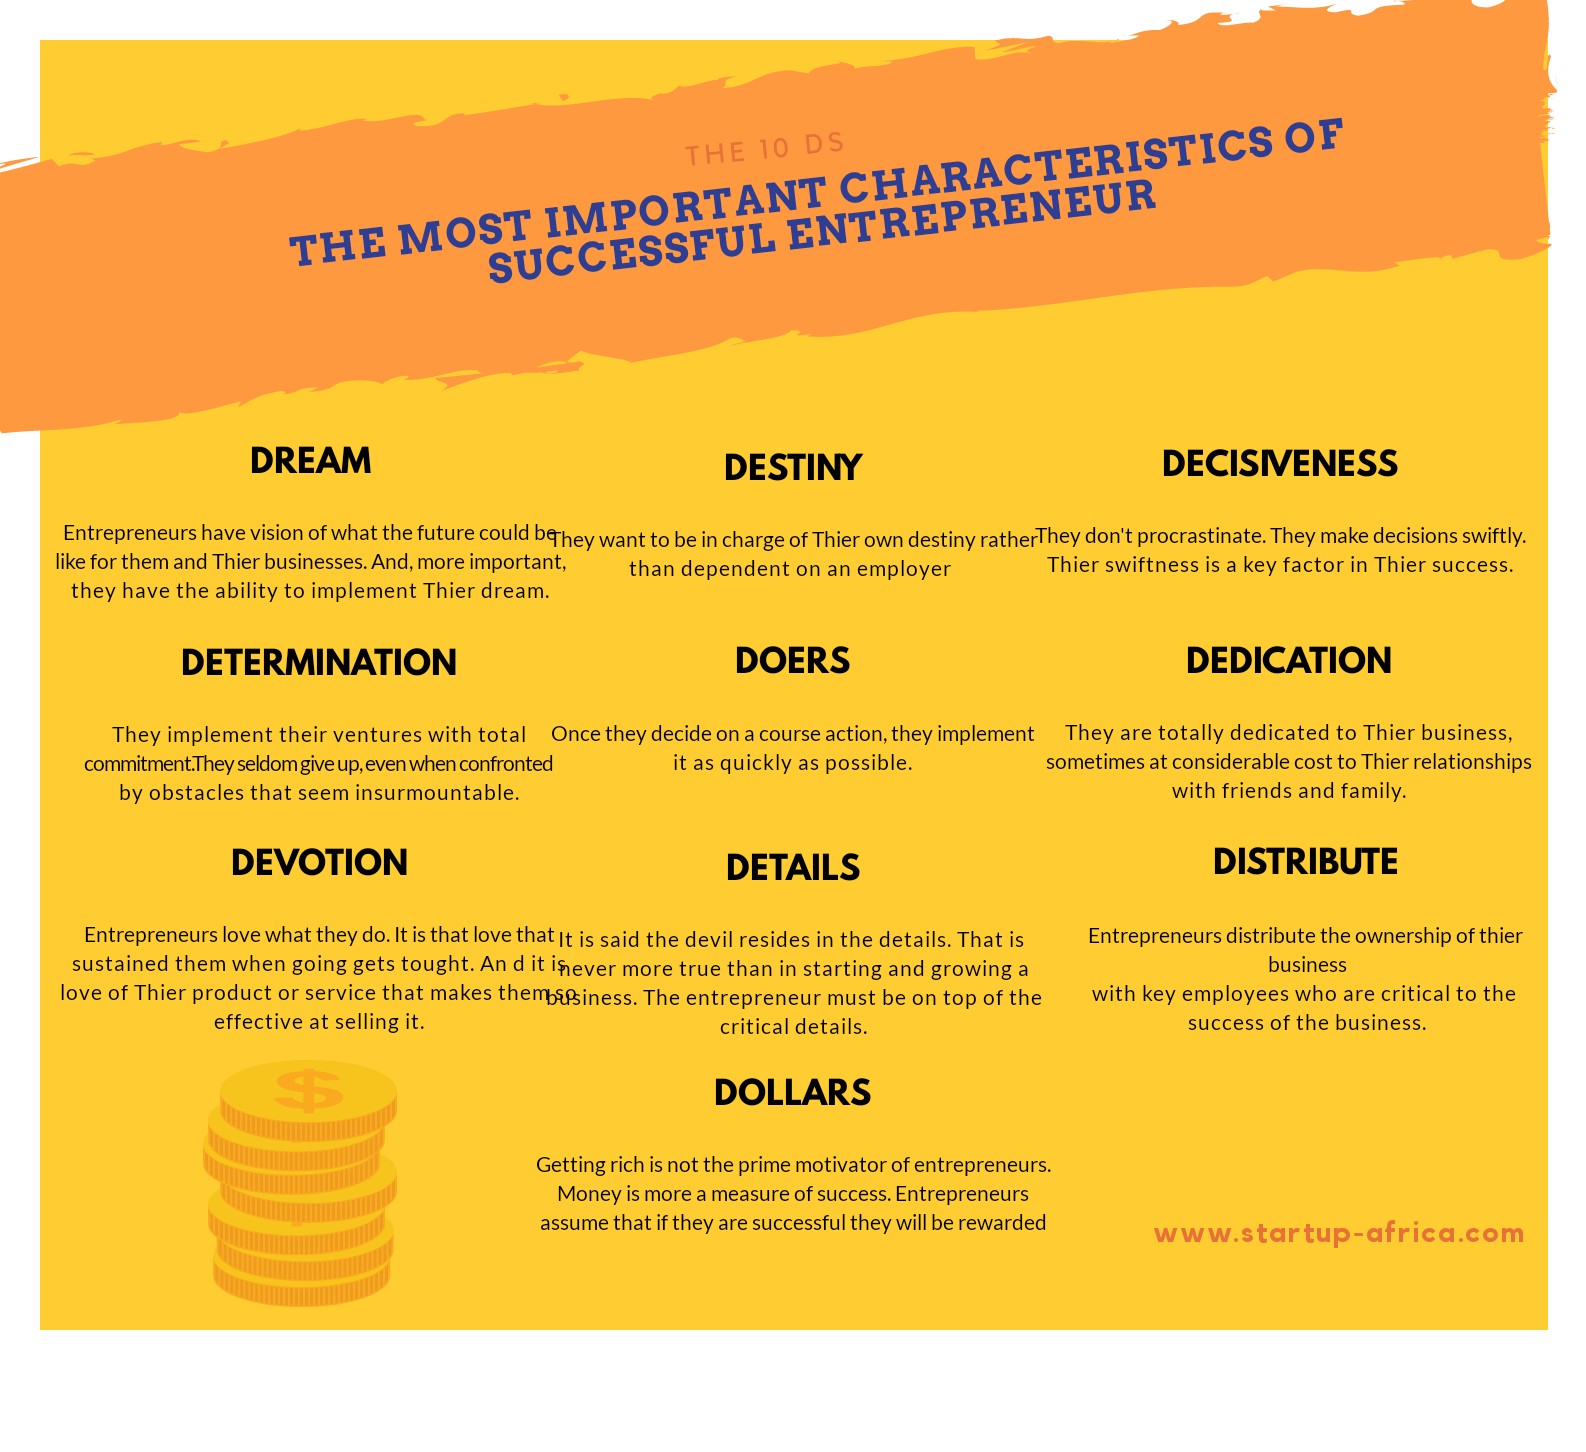 THE 10 DS
THE MOST IMPORTANT CHARACTERISTICS OF
SUCCESSFUL ENTREPRENEUR
DREAM
Entrepreneurs have vision of what the future could be
like for them and Thier businesses. And, more important,
they have the ability to implement Thier dream.
DESTINY
They want to be in charge of Thier own destiny rather
than dependent on an employer
DECISIVENESS
They don't procrastinate. They make decisions swiftly.
Thier swiftness is a key factor in Thier success.
DETERMINATION
They implement their ventures with total
commitment.They seldom give up, even when confronted
by obstacles that seem insurmountable.
DOERS
Once they decide on a course action, they implement
it as quickly as possible.
DEDICATION
They are totally dedicated to Thier business,
sometimes at considerable cost to Thier relationships
with friends and family.
DEVOTION
Entrepreneurs love what they do. It is that love that
sustained them when going gets tought. An d it is
love of Thier product or service that makes them so
effective at selling it.
DETAILS
It is said the devil resides in the details. That is
never more true than in starting and growing a
business. The entrepreneur must be on top of the
critical details.
DISTRIBUTE
Entrepreneurs distribute the ownership of thier
business
with key employees who are critical to the
success of the business.
$
DOLLARS
Getting rich is not the prime motivator of entrepreneurs.
Money is more a measure of success. Entrepreneurs
assume that if they are successful they will be rewarded
www.startup-africa.com